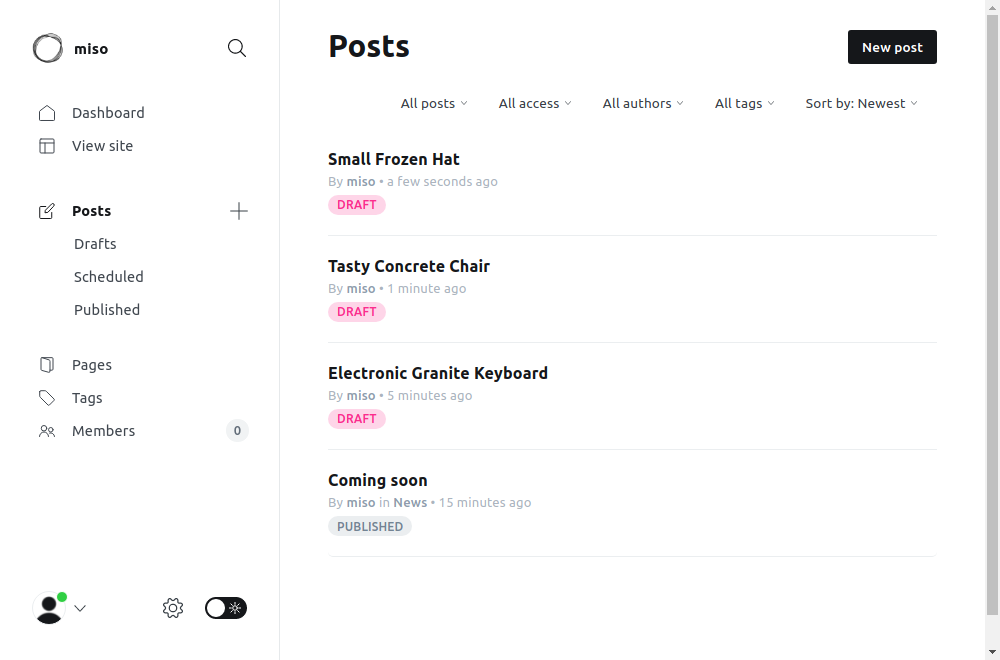 miso
Dashboard
View site
Posts
Drafts
Scheduled
Published
Pages
Tags
Members 0
Posts
New post
All posts All access All authors All tags Sort by: Newest
Small Frozen Hat
By miso • a few seconds ago
DRAFT
Tasty Concrete Chair
By miso • 1 minute ago
DRAFT
Electronic Granite Keyboard
By miso • 5 minutes ago
DRAFT
Coming soon
By miso in News • 15 minutes ago
PUBLISHED